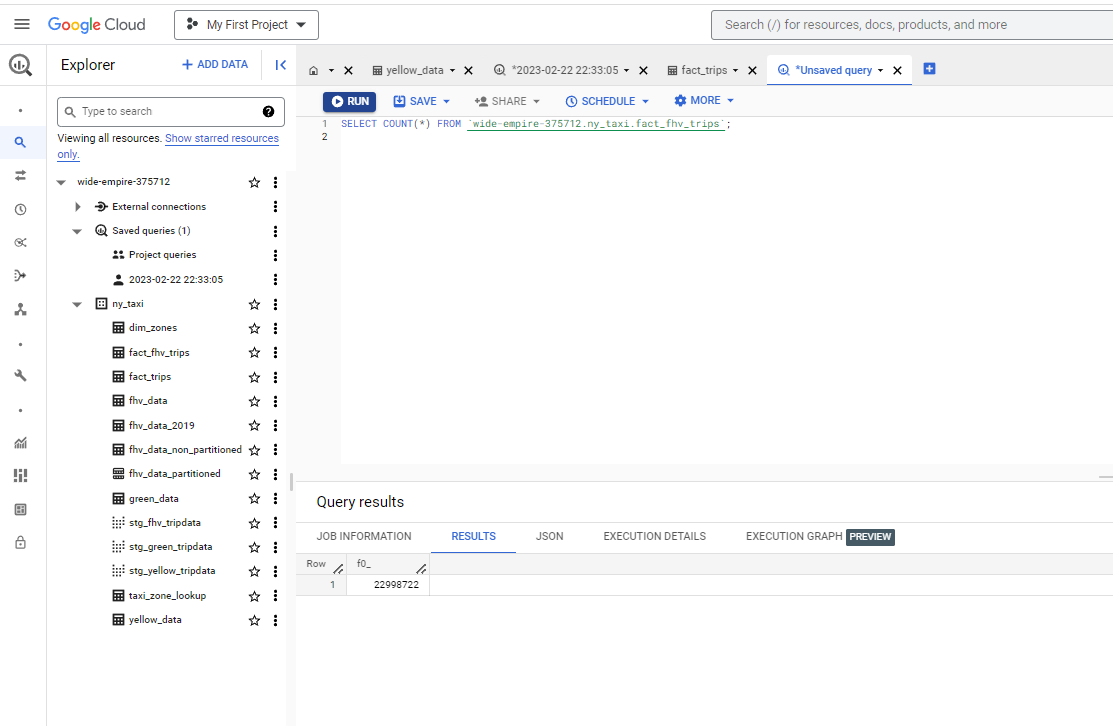 Google Cloud
My First Project
Search (/) for resources, docs, products, and more
Explorer
+ ADD DATA
yellow_data
*2023-02-22 22:33:05
fact_trips
*Unsaved query
Type to search
RUN
SAVE
SHARE
SCHEDULE
MORE
Viewing all resources. Show starred resources
only.
1 SELECT COUNT(*) FROM `wide-empire-375712.ny_taxi.fact_fhv_trips`;
2
wide-empire-375712
External connections
Saved queries (1)
Project queries
2023-02-22 22:33:05
ny_taxi
dim_zones
fact_fhv_trips
fact_trips
fhv_data
fhv_data_2019
fhv_data_non_partitioned
fhv_data_partitioned
green_data
stg_fhv_tripdata
stg_green_tripdata
stg_yellow_tripdata
taxi_zone_lookup
yellow_data
Query results
JOB INFORMATION
RESULTS
JSON
EXECUTION DETAILS
EXECUTION GRAPH PREVIEW
Row f0_
1 22998722